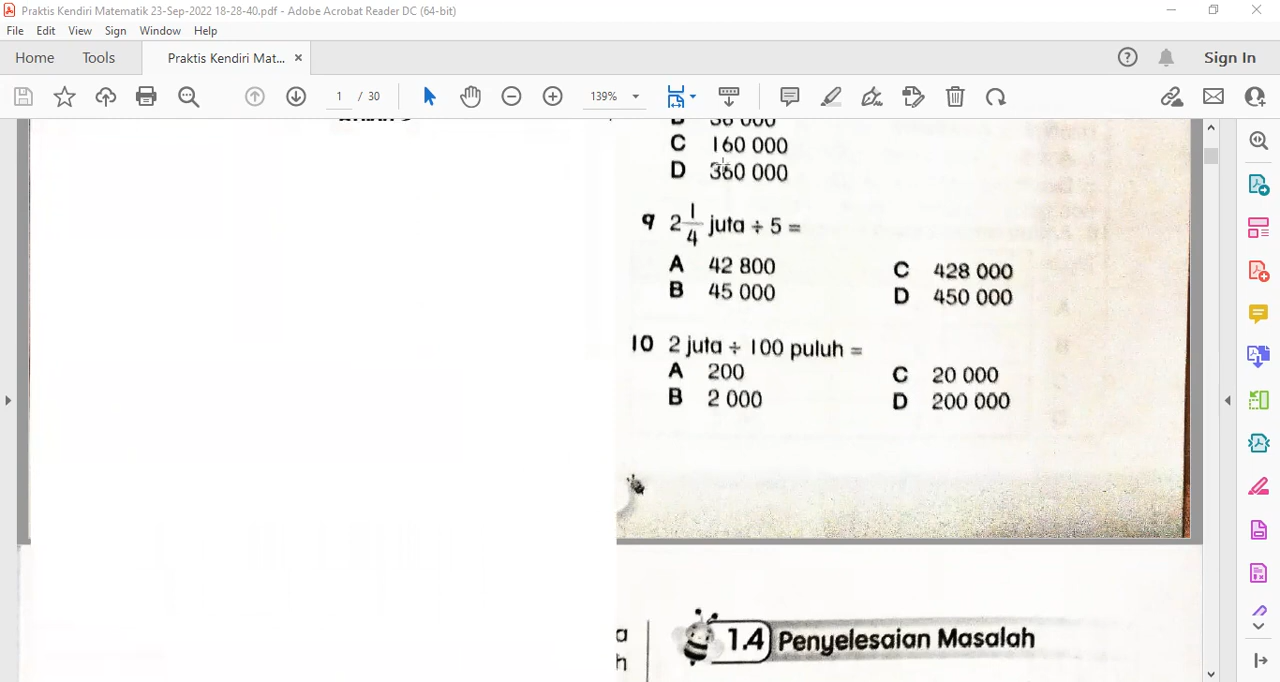 Praktis Kendiri Matematik 23-Sep-2022 18-28-40.pdf - Adobe Acrobat Reader DC (64-bit)
File Edit View Sign Window Help
Home Tools Praktis Kendiri Mat... × Sign In
1 / 30 139%
36 000
C 160 000
D 360 000
9 2 1/4 juta ÷ 5 =
A 42 800 C 428 000
B 45 000 D 450 000
10 2 juta ÷ 100 puluh =
A 200 C 20 000
B 2 000 D 200 000
a
h
1.4 Penyelesaian Masalah